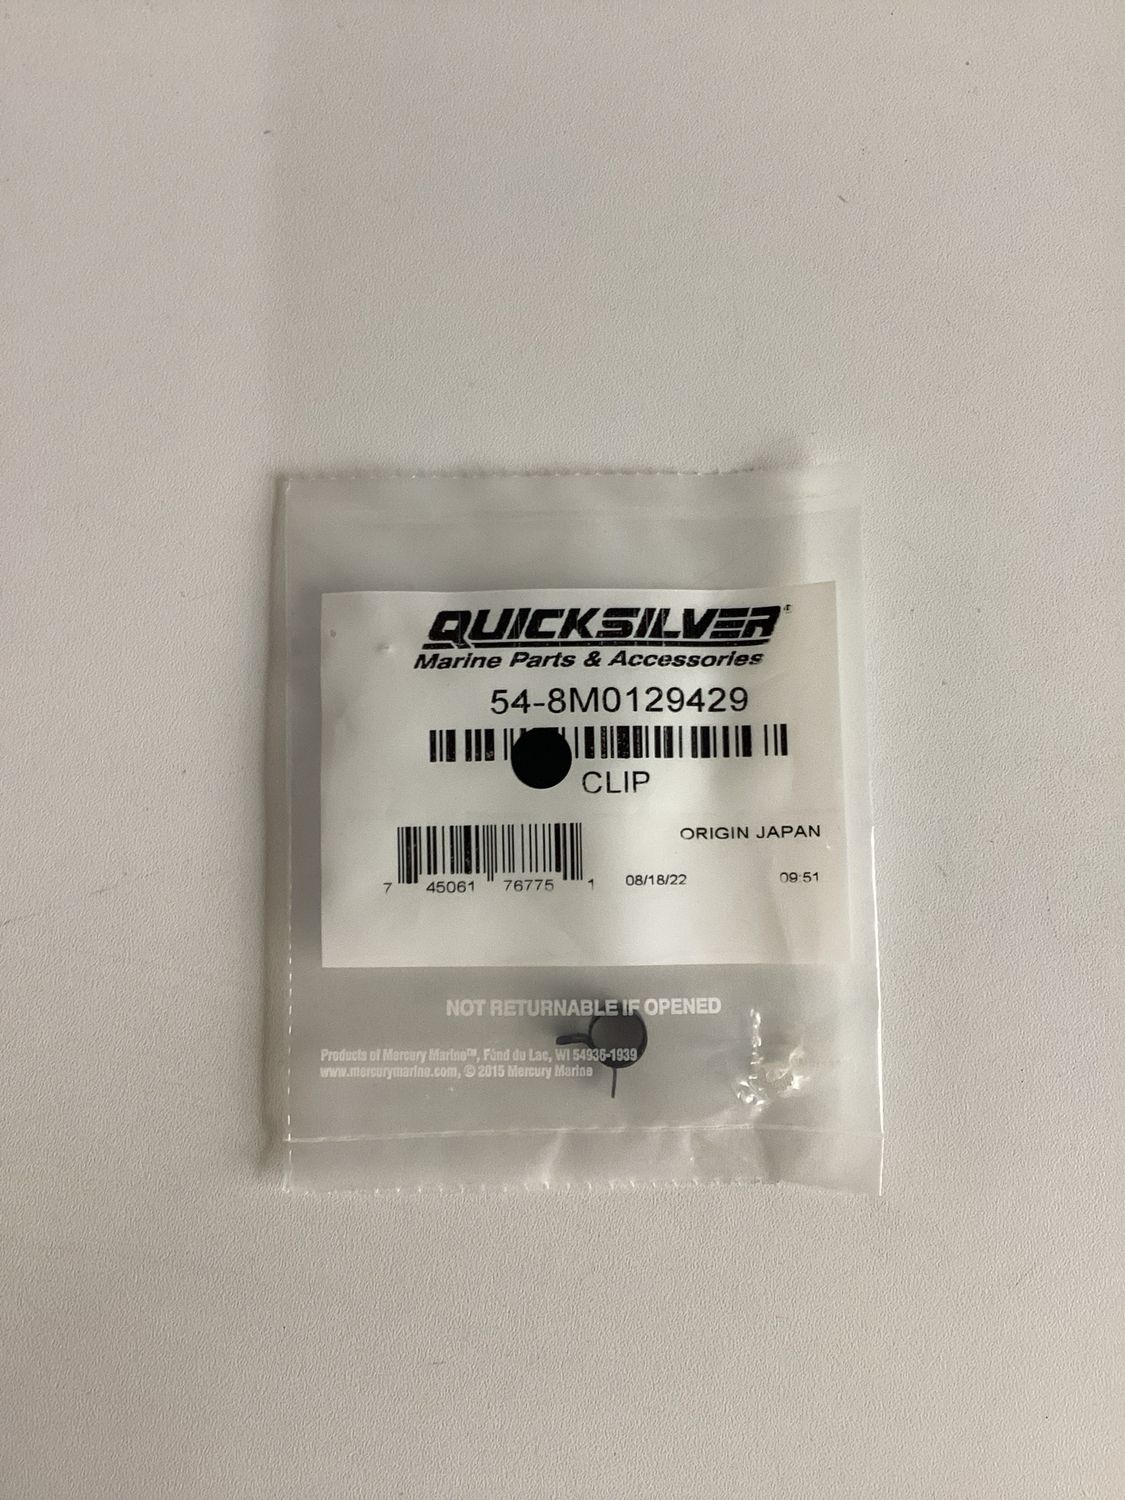 QUICKSILVER®
Marine Parts & Accessories
54-8M0129429
CLIP
ORIGIN JAPAN
7 45061 76775 1
08/18/22 09:51
NOT RETURNABLE IF OPENED
Products of Mercury Marine™, Fond du Lac, WI 54936-1939
www.mercurymarine.com, © 2015 Mercury Marine